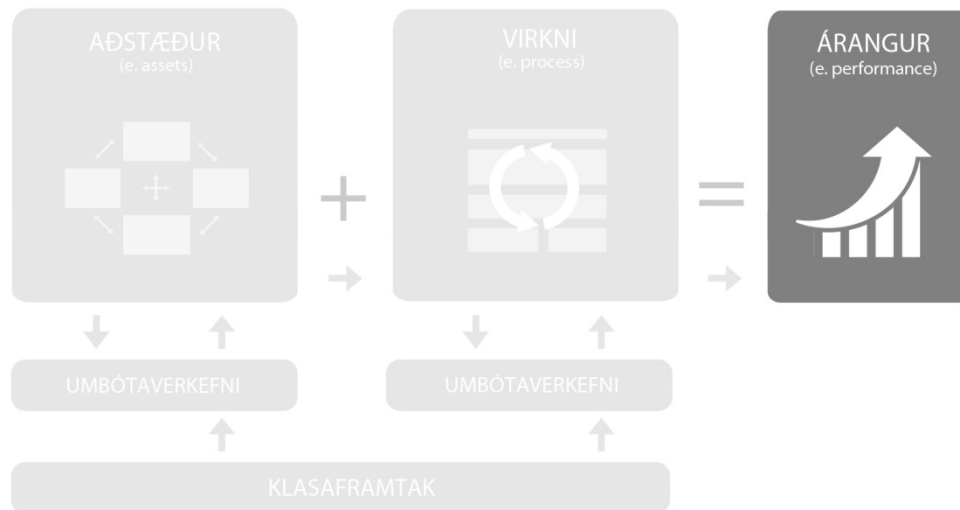 AÐSTÆÐUR
(e. assets)
VIRKNI
(e. process)
ÁRANGUR
(e. performance)
+
=
UMBÓTAVERKEFNI
UMBÓTAVERKEFNI
KLASAFRAMTAK